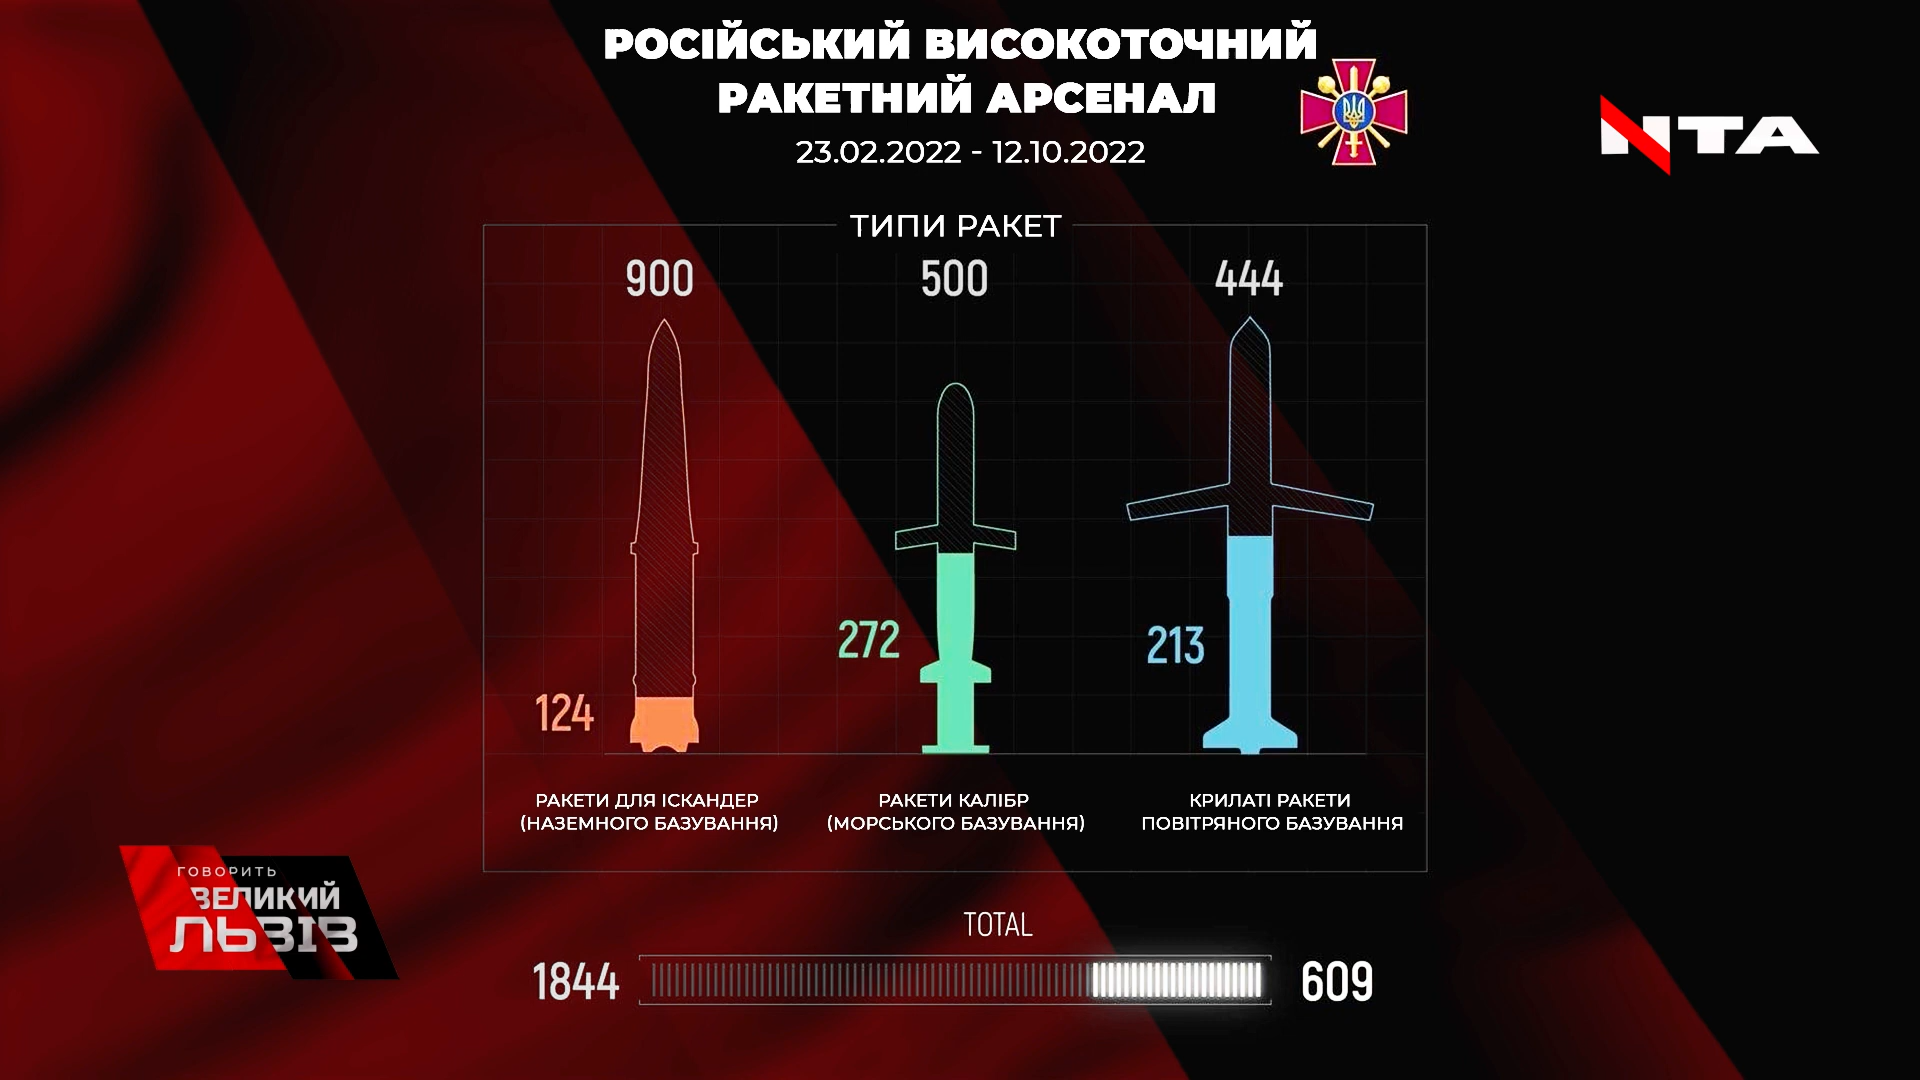 РОСІЙСЬКИЙ ВИСОКОТОЧНИЙ
РАКЕТНИЙ АРСЕНАЛ
23.02.2022 - 12.10.2022
NTA
ТИПИ РАКЕТ
900
500
444
124
272
213
РАКЕТИ ДЛЯ ІСКАНДЕР
(НАЗЕМНОГО БАЗУВАННЯ)
РАКЕТИ КАЛІБР
(МОРСЬКОГО БАЗУВАННЯ)
КРИЛАТІ РАКЕТИ
ПОВІТРЯНОГО БАЗУВАННЯ
ГОВОРИТЬ
ВЕЛИКИЙ
ЛЬВІВ
TOTAL
1844
609